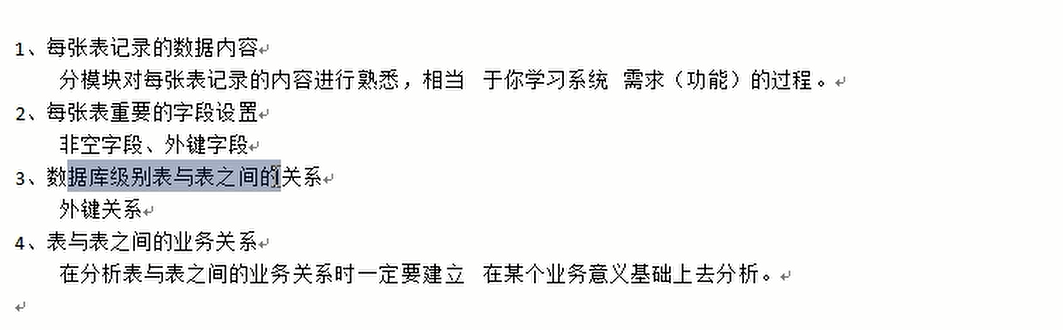 1、每张表记录的数据内容
分模块对每张表记录的内容进行熟悉，相当 于你学习系统 需求（功能）的过程。
2、每张表重要的字段设置
非空字段、外键字段
3、数据库级别表与表之间的关系
外键关系
4、表与表之间的业务关系
在分析表与表之间的业务关系时一定要建立 在某个业务意义基础上去分析。